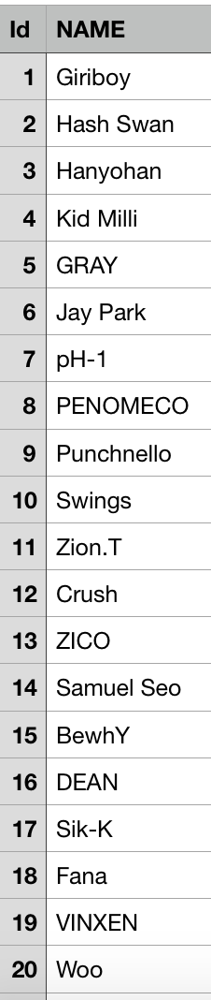 Id NAME
1 Giriboy
2 Hash Swan
3 Hanyohan
4 Kid Milli
5 GRAY
6 Jay Park
7 pH-1
8 PENOMECO
9 Punchnello
10 Swings
11 Zion.T
12 Crush
13 ZICO
14 Samuel Seo
15 BewhY
16 DEAN
17 Sik-K
18 Fana
19 VINXEN
20 Woo